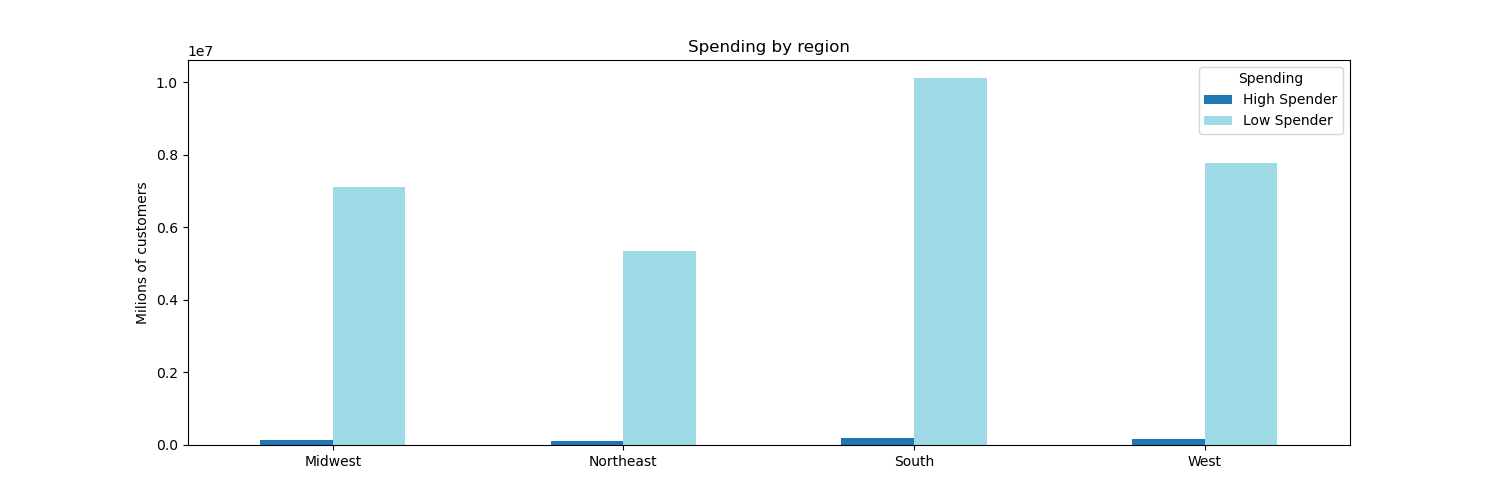 Spending by region
1e7
1.0
0.8
0.6
0.4
0.2
0.0
Milions of customers
Spending
High Spender
Low Spender
Midwest
Northeast
South
West